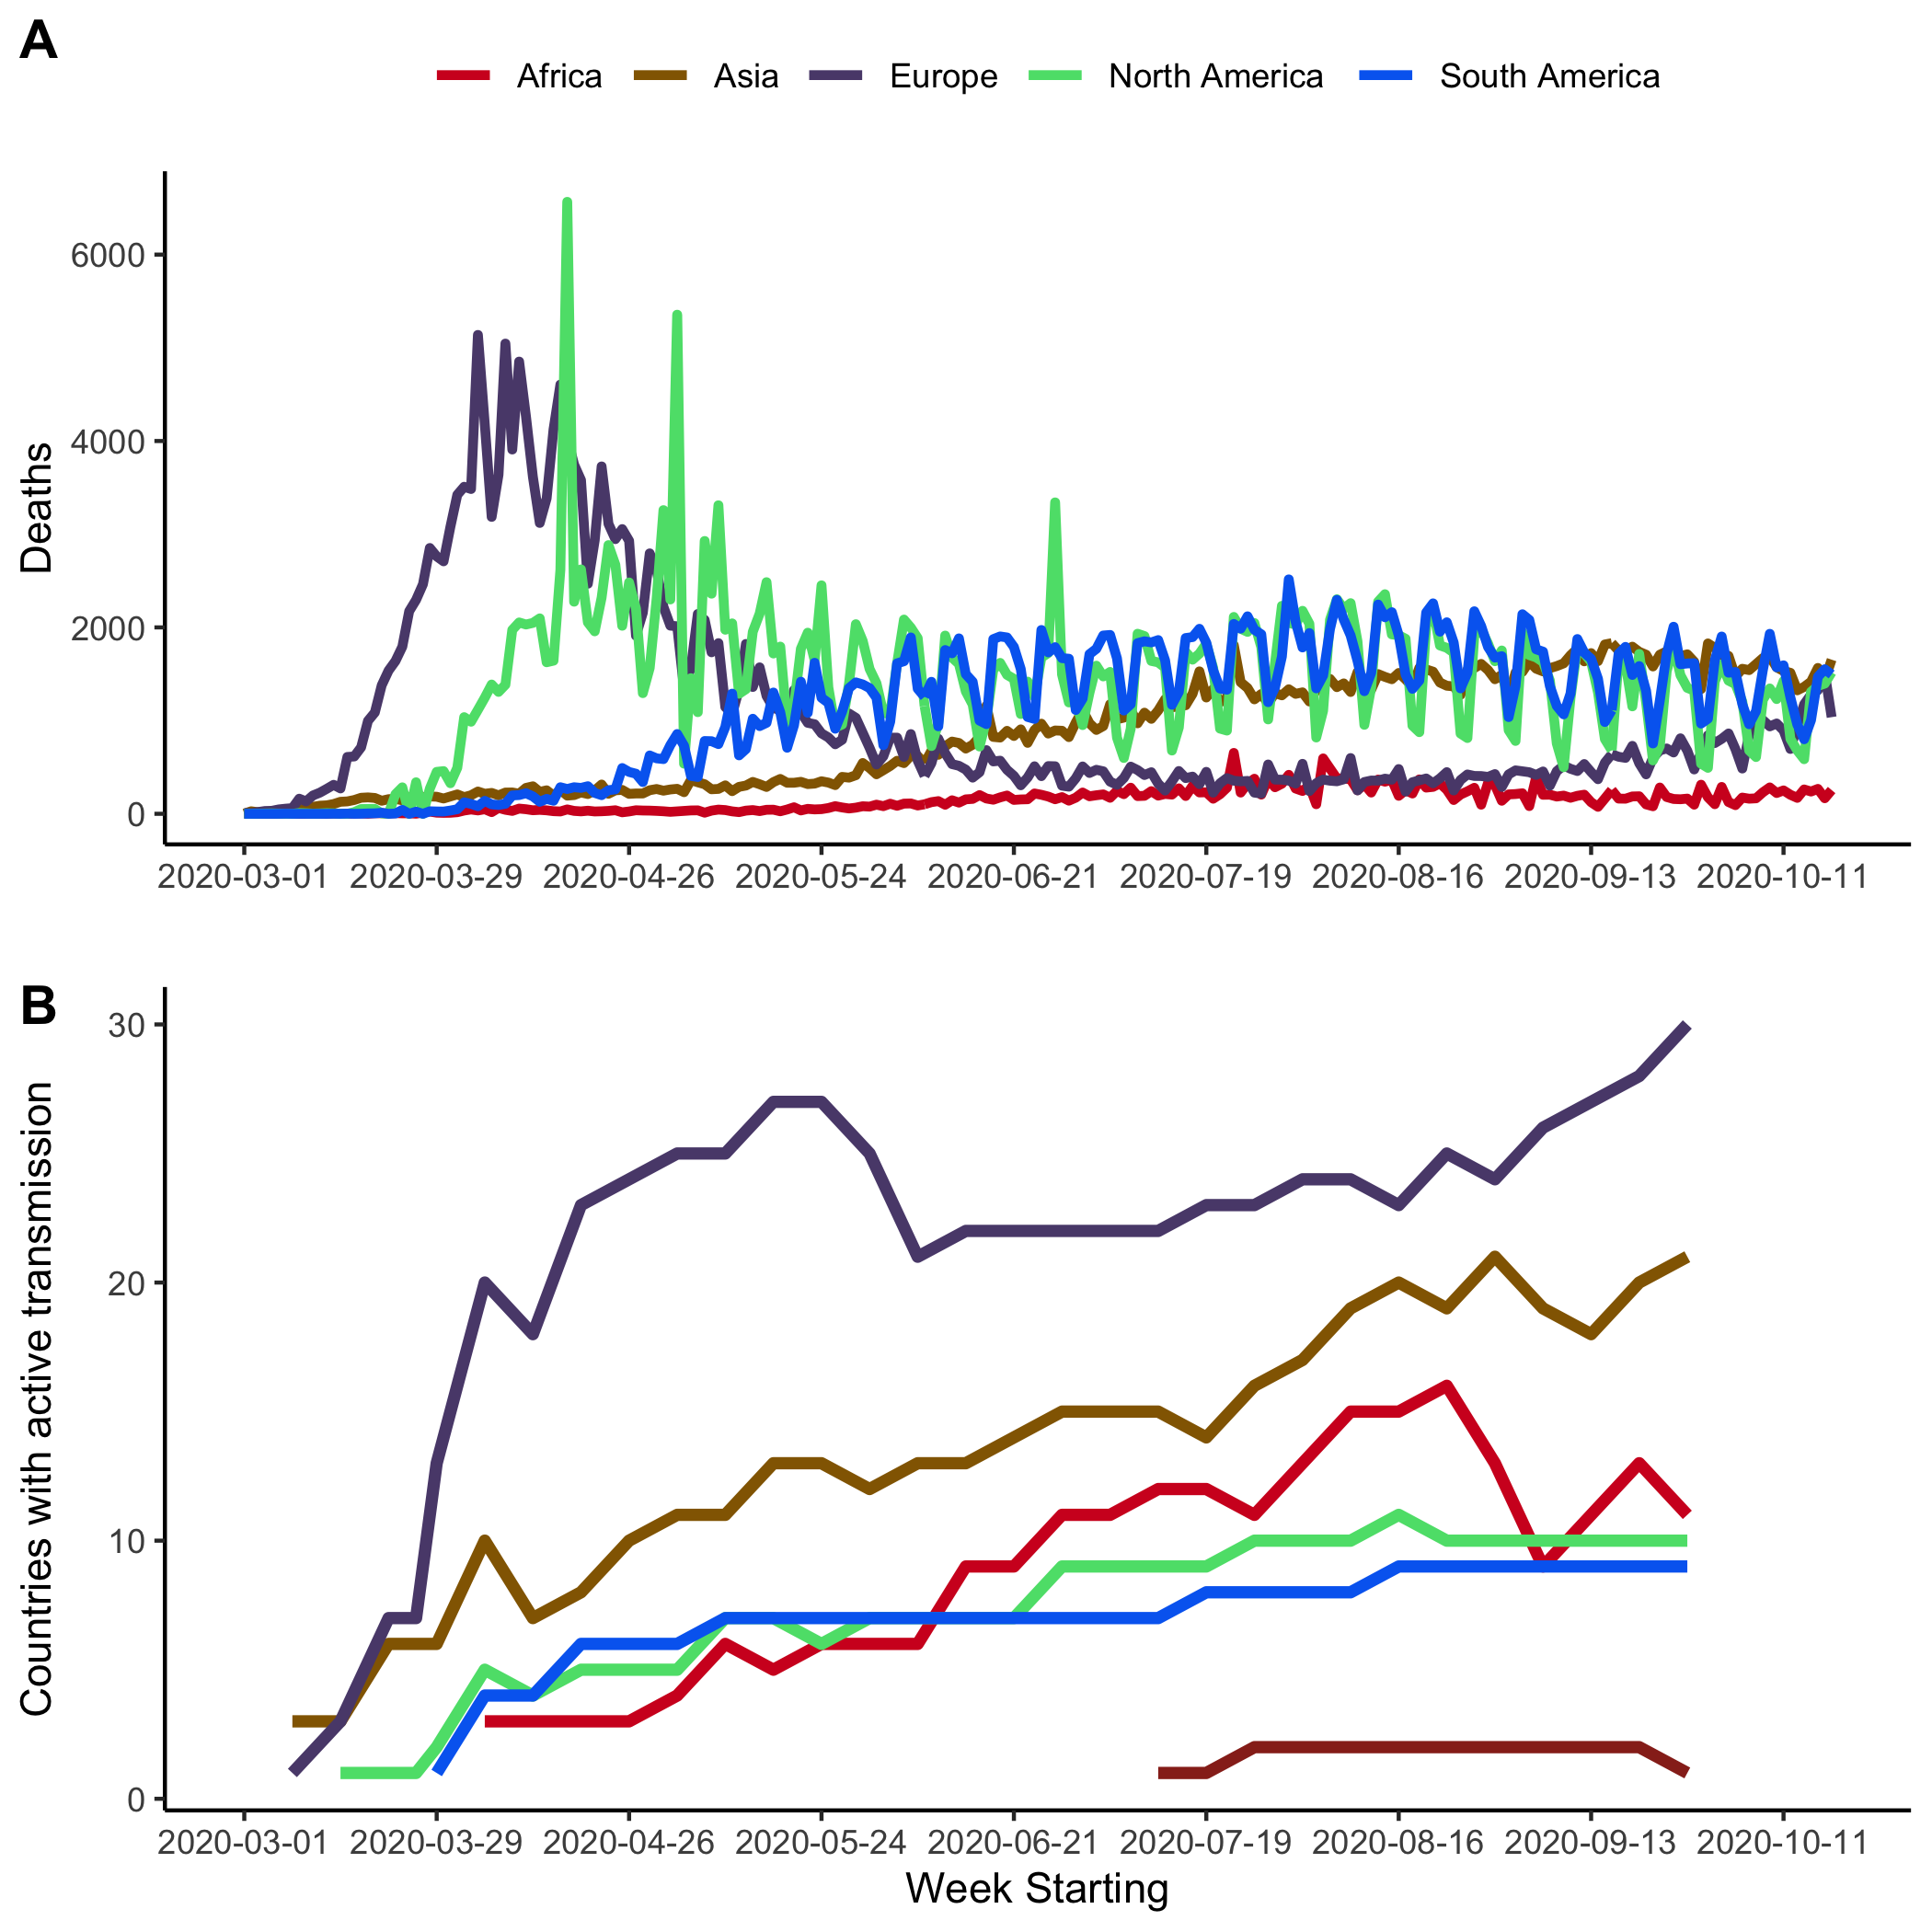 A
Africa Asia Europe North America South America
Deaths
6000
4000
2000
0
2020-03-01 2020-03-29 2020-04-26 2020-05-24 2020-06-21 2020-07-19 2020-08-16 2020-09-13 2020-10-11
B
Countries with active transmission
30
20
10
0
2020-03-01 2020-03-29 2020-04-26 2020-05-24 2020-06-21 2020-07-19 2020-08-16 2020-09-13 2020-10-11
Week Starting